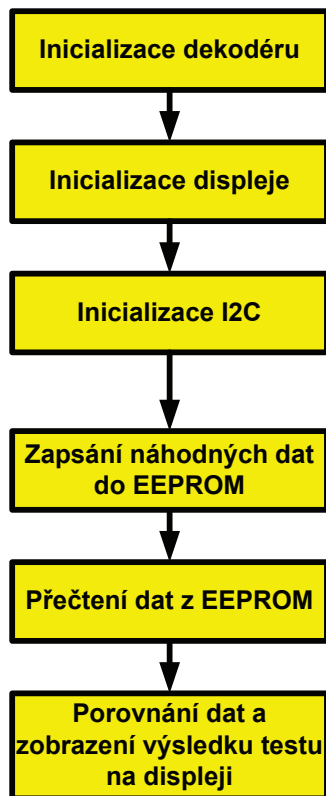 Inicializace dekodéru
Inicializace displeje
Inicializace I2C
Zapsání náhodných dat
do EEPROM
Přečtení dat z EEPROM
Porovnání dat a
zobrazení výsledku testu
na displeji